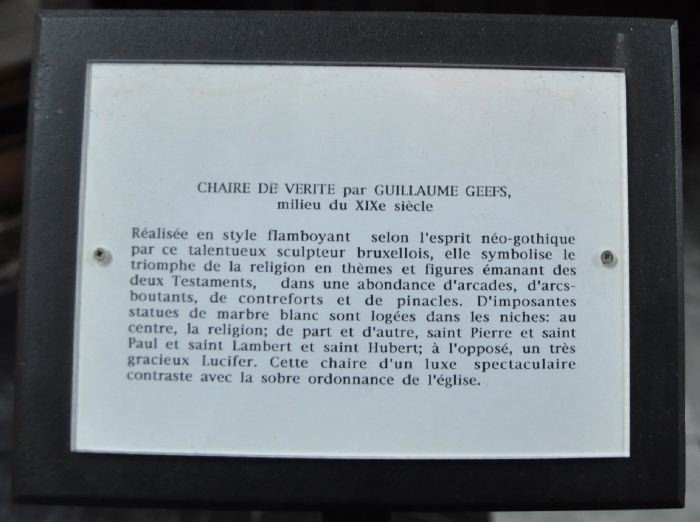 CHAIRE DE VERITE par GUILLAUME GEEFS,
milieu du XIXe siècle
Réalisée en style flamboyant selon l'esprit néo-gothique
par ce talentueux sculpteur bruxellois, elle symbolise le
triomphe de la religion en thèmes et figures émanant des
deux Testaments, dans une abondance d'arcades, d'arcs-
boutants, de contreforts et de pinacles. D'imposantes
statues de marbre blanc sont logées dans les niches: au
centre, la religion; de part et d'autre, saint Pierre et saint
Paul et saint Lambert et saint Hubert; à l'opposé, un très
gracieux Lucifer. Cette chaire d'un luxe spectaculaire
contraste avec la sobre ordonnance de l'église.